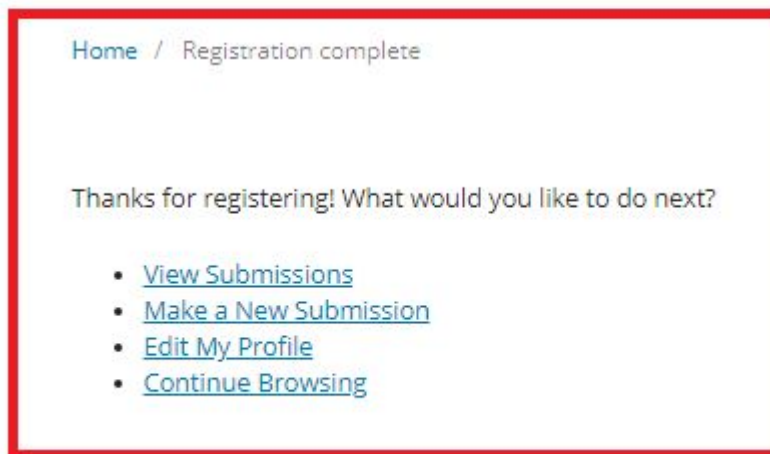 Home / Registration complete
Thanks for registering! What would you like to do next?
• View Submissions
• Make a New Submission
• Edit My Profile
• Continue Browsing